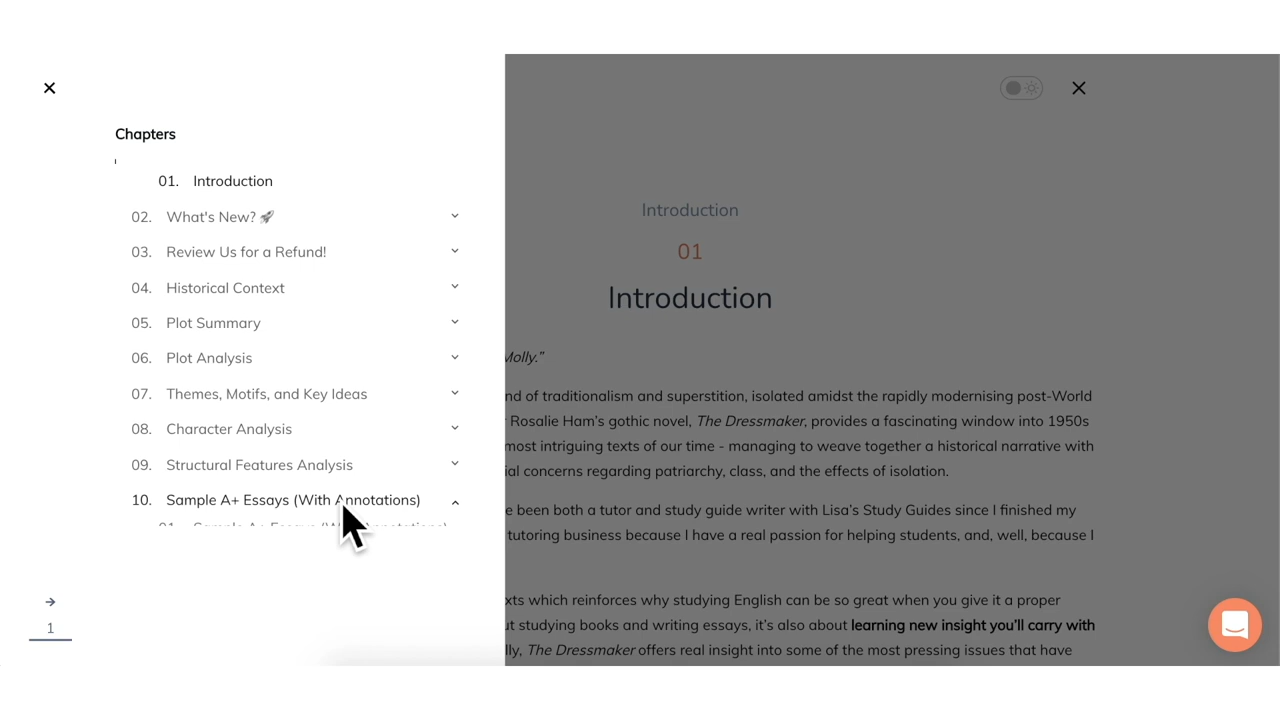 Chapters
01. Introduction
02. What's New? 🚀
03. Review Us for a Refund!
04. Historical Context
05. Plot Summary
06. Plot Analysis
07. Themes, Motifs, and Key Ideas
08. Character Analysis
09. Structural Features Analysis
10. Sample A+ Essays (With Annotations)
1
Introduction
01
Introduction
Molly.”
nd of traditionalism and superstition, isolated amidst the rapidly modernising post-World
Rosalie Ham’s gothic novel, The Dressmaker, provides a fascinating window into 1950s
most intriguing texts of our time - managing to weave together a historical narrative with
ial concerns regarding patriarchy, class, and the effects of isolation.
e been both a tutor and study guide writer with Lisa’s Study Guides since I finished my
tutoring business because I have a real passion for helping students, and, well, because I
xts which reinforces why studying English can be so great when you give it a proper
ut studying books and writing essays, it’s also about learning new insight you’ll carry with
lly, The Dressmaker offers real insight into some of the most pressing issues that have